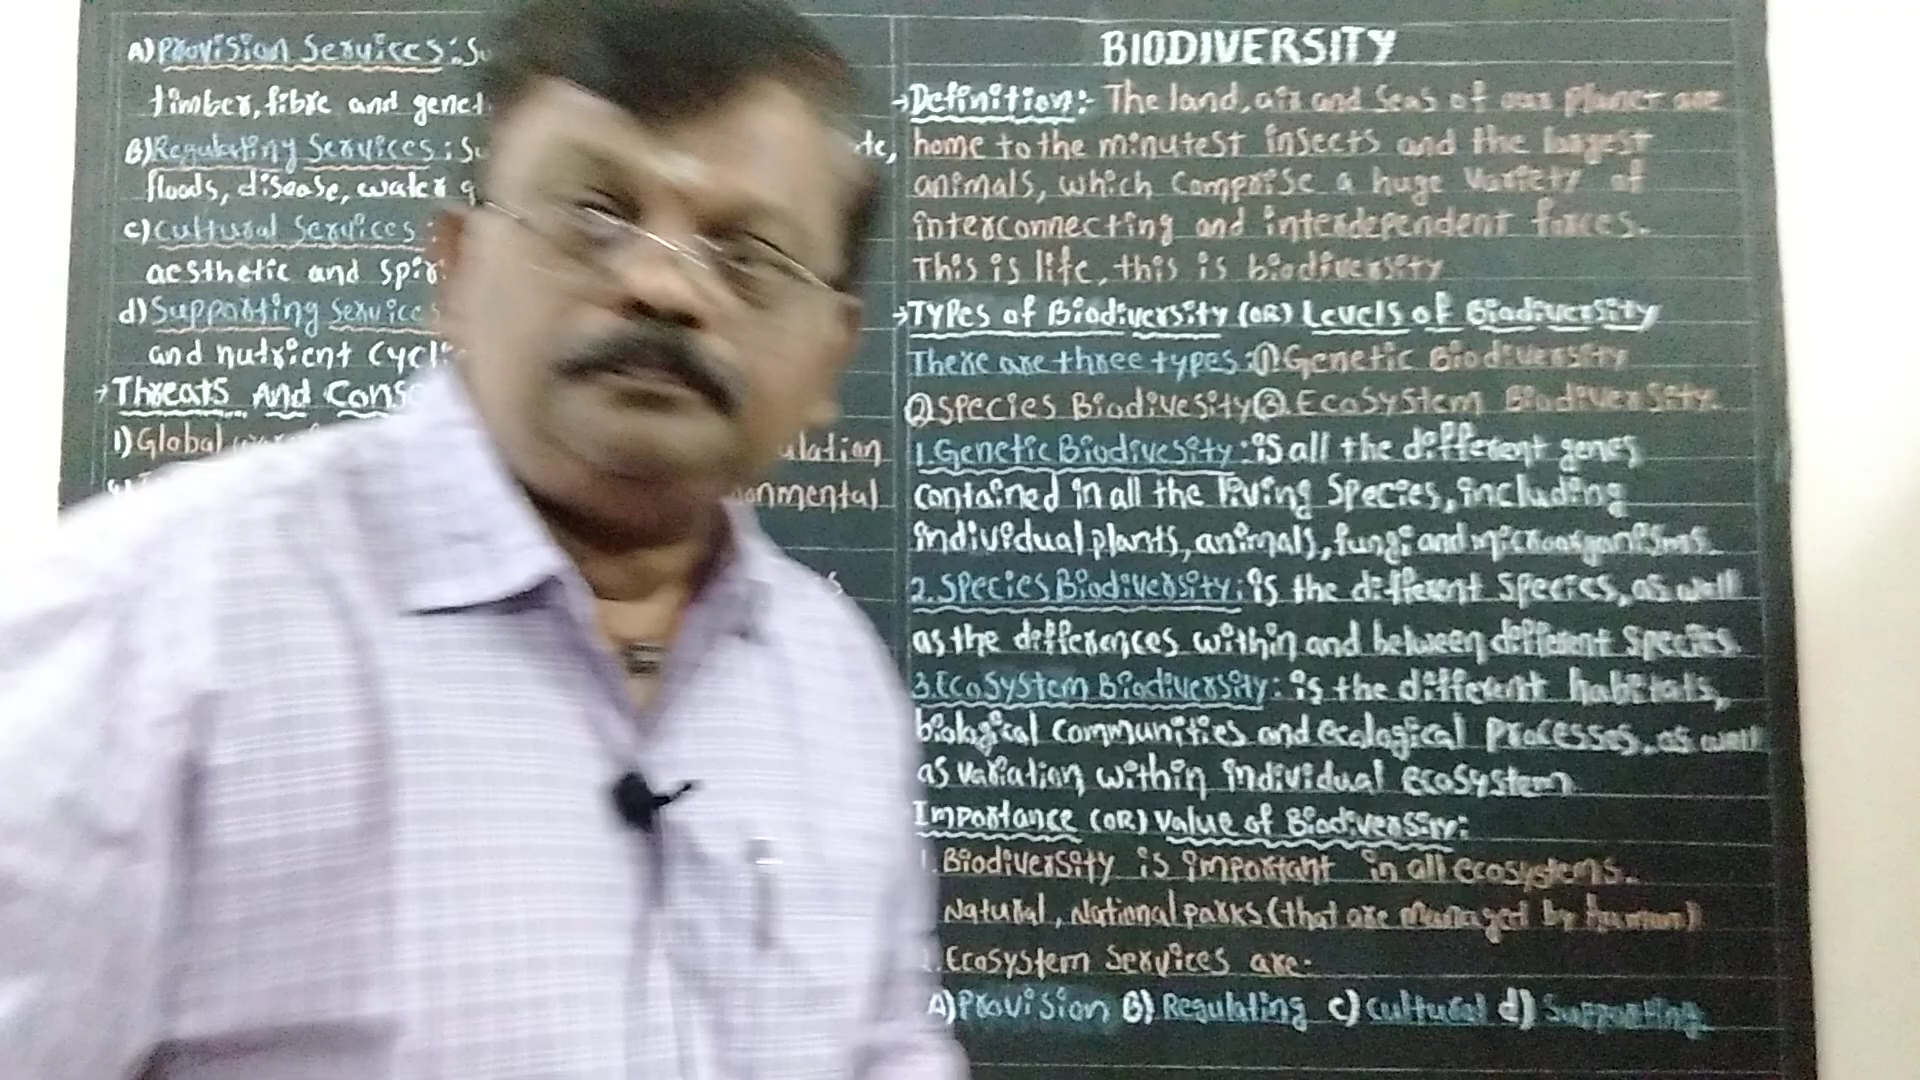 A) Provision Services: Su
timber, fibre and genet
B) Regulating Services: Su
floods, disease, water q
te,
c) Cultural Services:
aesthetic and spir
d) Supporting Services
and nutrient cycl
→ Threats And Cons
1) Global
ulation
onmental
BIODIVERSITY
→ Definition:- The land, air and seas of our planet are
home to the minutest insects and the largest
animals, which comprise a huge variety of
interconnecting and interdependent forces.
This is life, this is biodiversity
→ Types of Biodiversity (OR) Levels of Biodiversity
There are three types: ① Genetic Biodiversity
② Species Biodivesity ③. Ecosystem Biodiversity.
1. Genetic Biodivesity: is all the different genes
contained in all the living species, including
individual plants, animals, fungi and microorganisms.
2. Species Biodiversity: is the different species, as well
as the differences within and between different species.
3. Ecosystem Biodiversity: is the different habitats,
biological communities and ecological processes, as well
as variation within individual ecosystem
Importance (OR) Value of Biodiversity:
1. Biodiversity is important in all ecosystems.
Natural, National parks (that are managed by human)
2. Ecosystem Services are.
A) Provision B) Regulating c) Cultural d) Supporting.